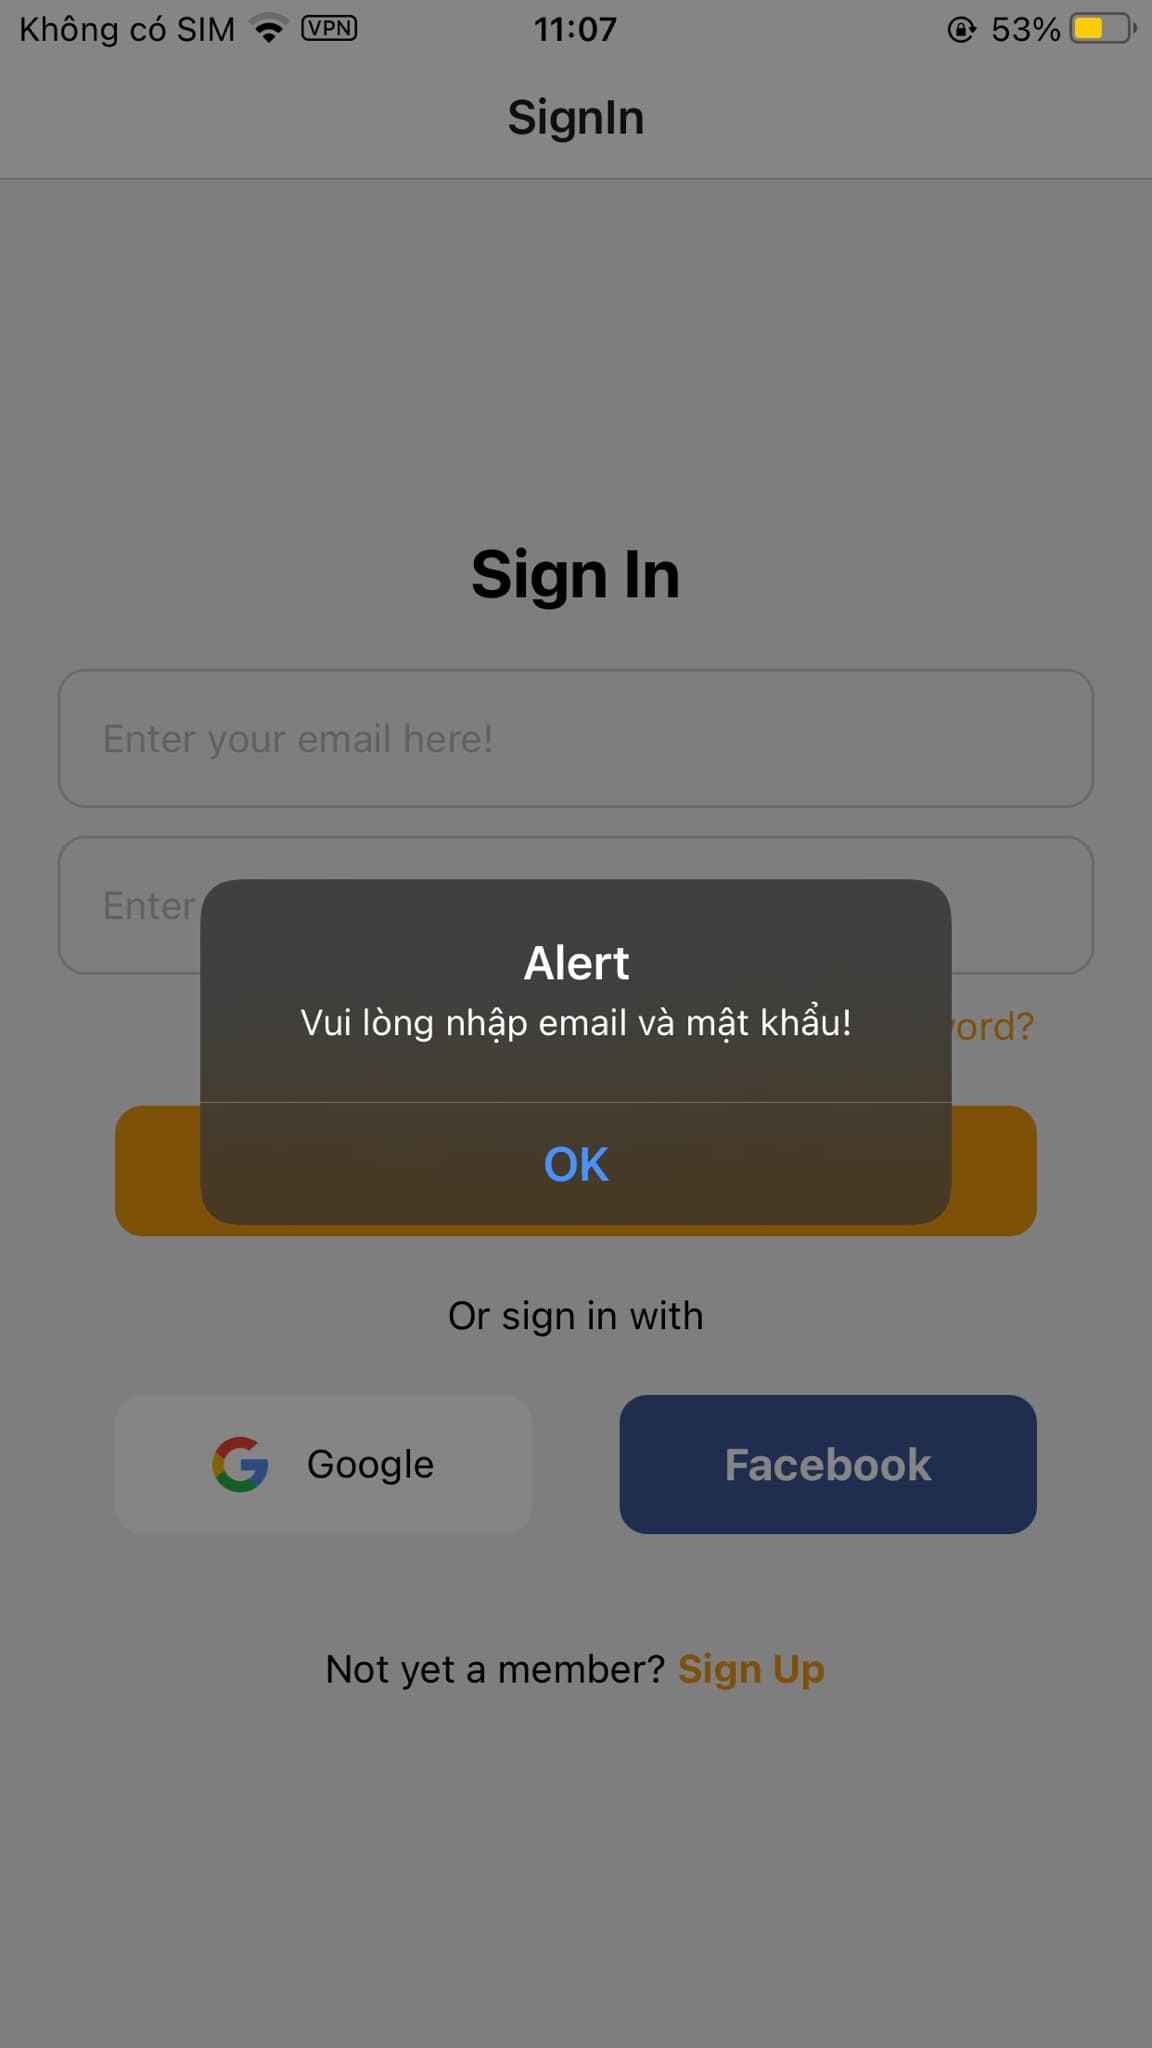 Không có SIM VPN 11:07 53%
SignIn
Sign In
Enter your email here!
Enter
Alert
Vui lòng nhập email và mật khẩu!
ord?
OK
Or sign in with
Google
Facebook
Not yet a member? Sign Up